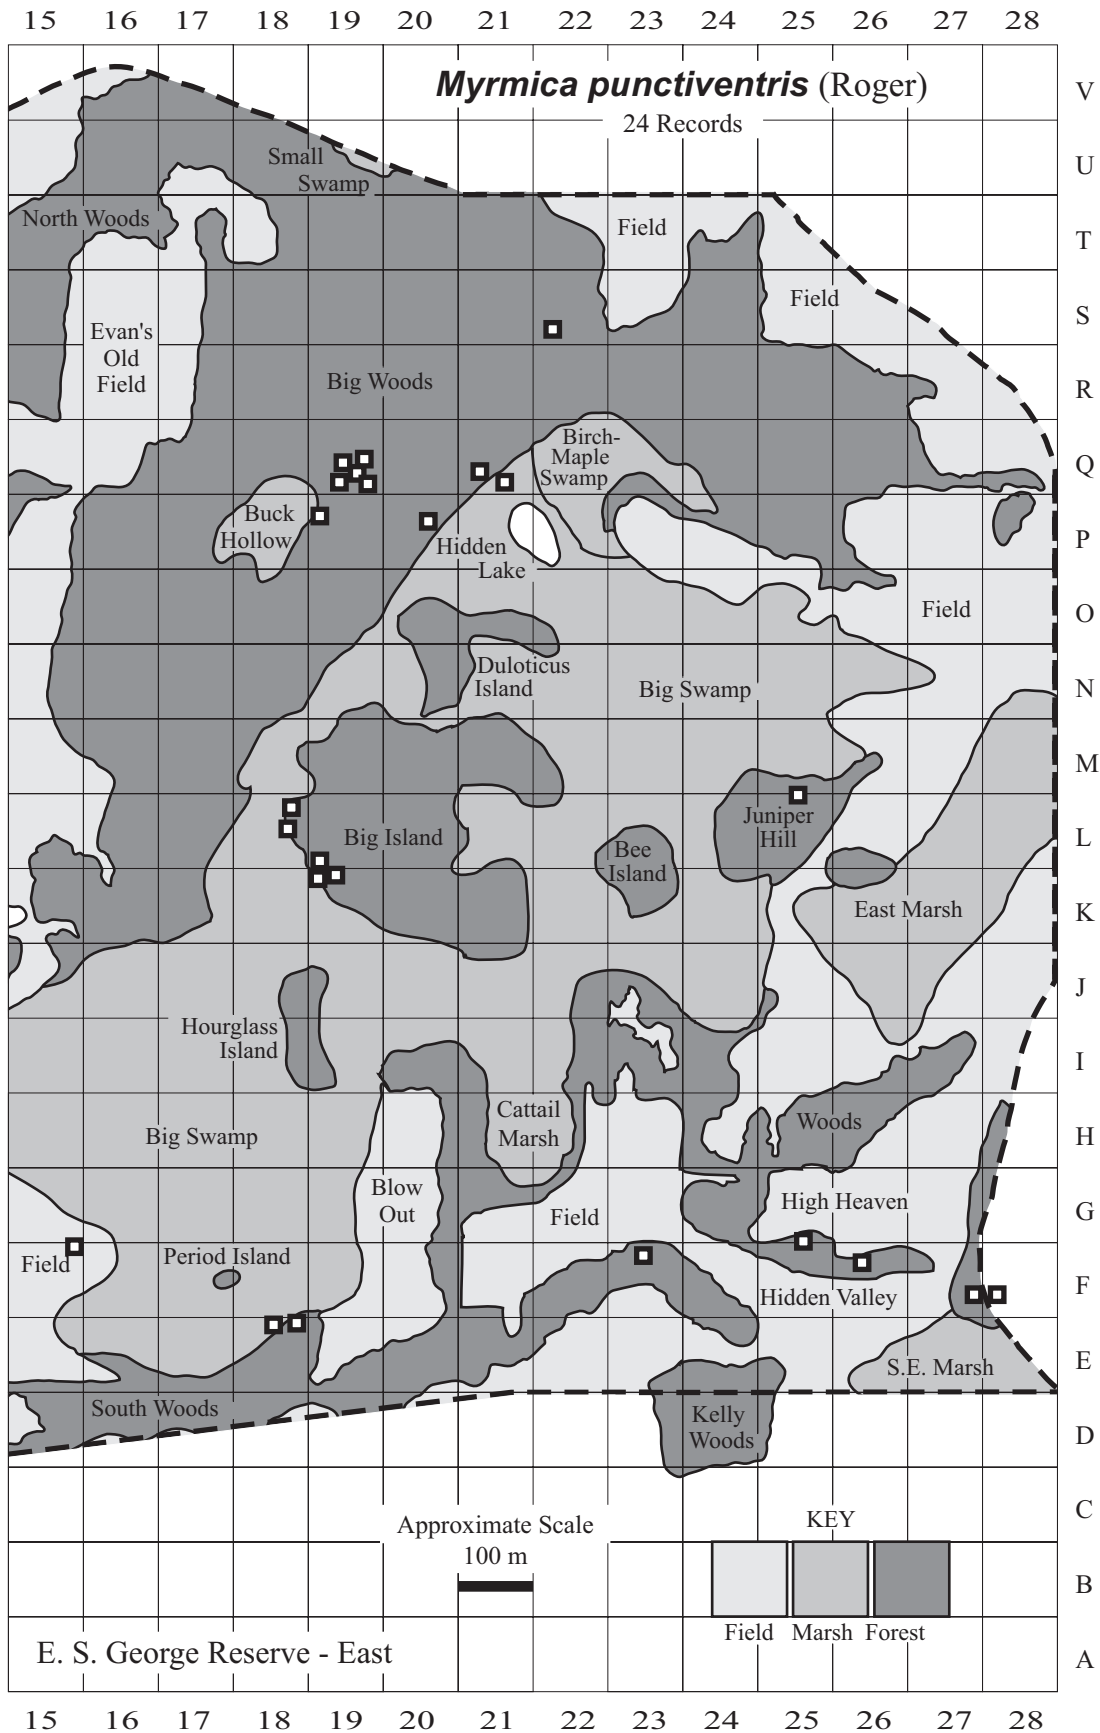 15 16 17 18 19 20 21 22 23 24 25 26 27 28
Myrmica punctiventris (Roger)
24 Records
V
U
T
S
R
Q
P
O
N
M
L
K
J
I
H
G
F
E
D
C
B
A
Small
Swamp
North Woods
Field
Field
Evan's
Old
Field
Big Woods
Birch-
Maple
Swamp
Buck
Hollow
Hidden
Lake
Field
Duloticus
Island
Big Swamp
Big Island
Juniper
Hill
Bee
Island
East Marsh
Hourglass
Island
Cattail
Marsh
Woods
Big Swamp
Blow
Out
High Heaven
Field
Period Island
Field
Hidden Valley
S.E. Marsh
South Woods
Kelly
Woods
Approximate Scale
100 m
KEY
Field Marsh Forest
E. S. George Reserve - East
15 16 17 18 19 20 21 22 23 24 25 26 27 28